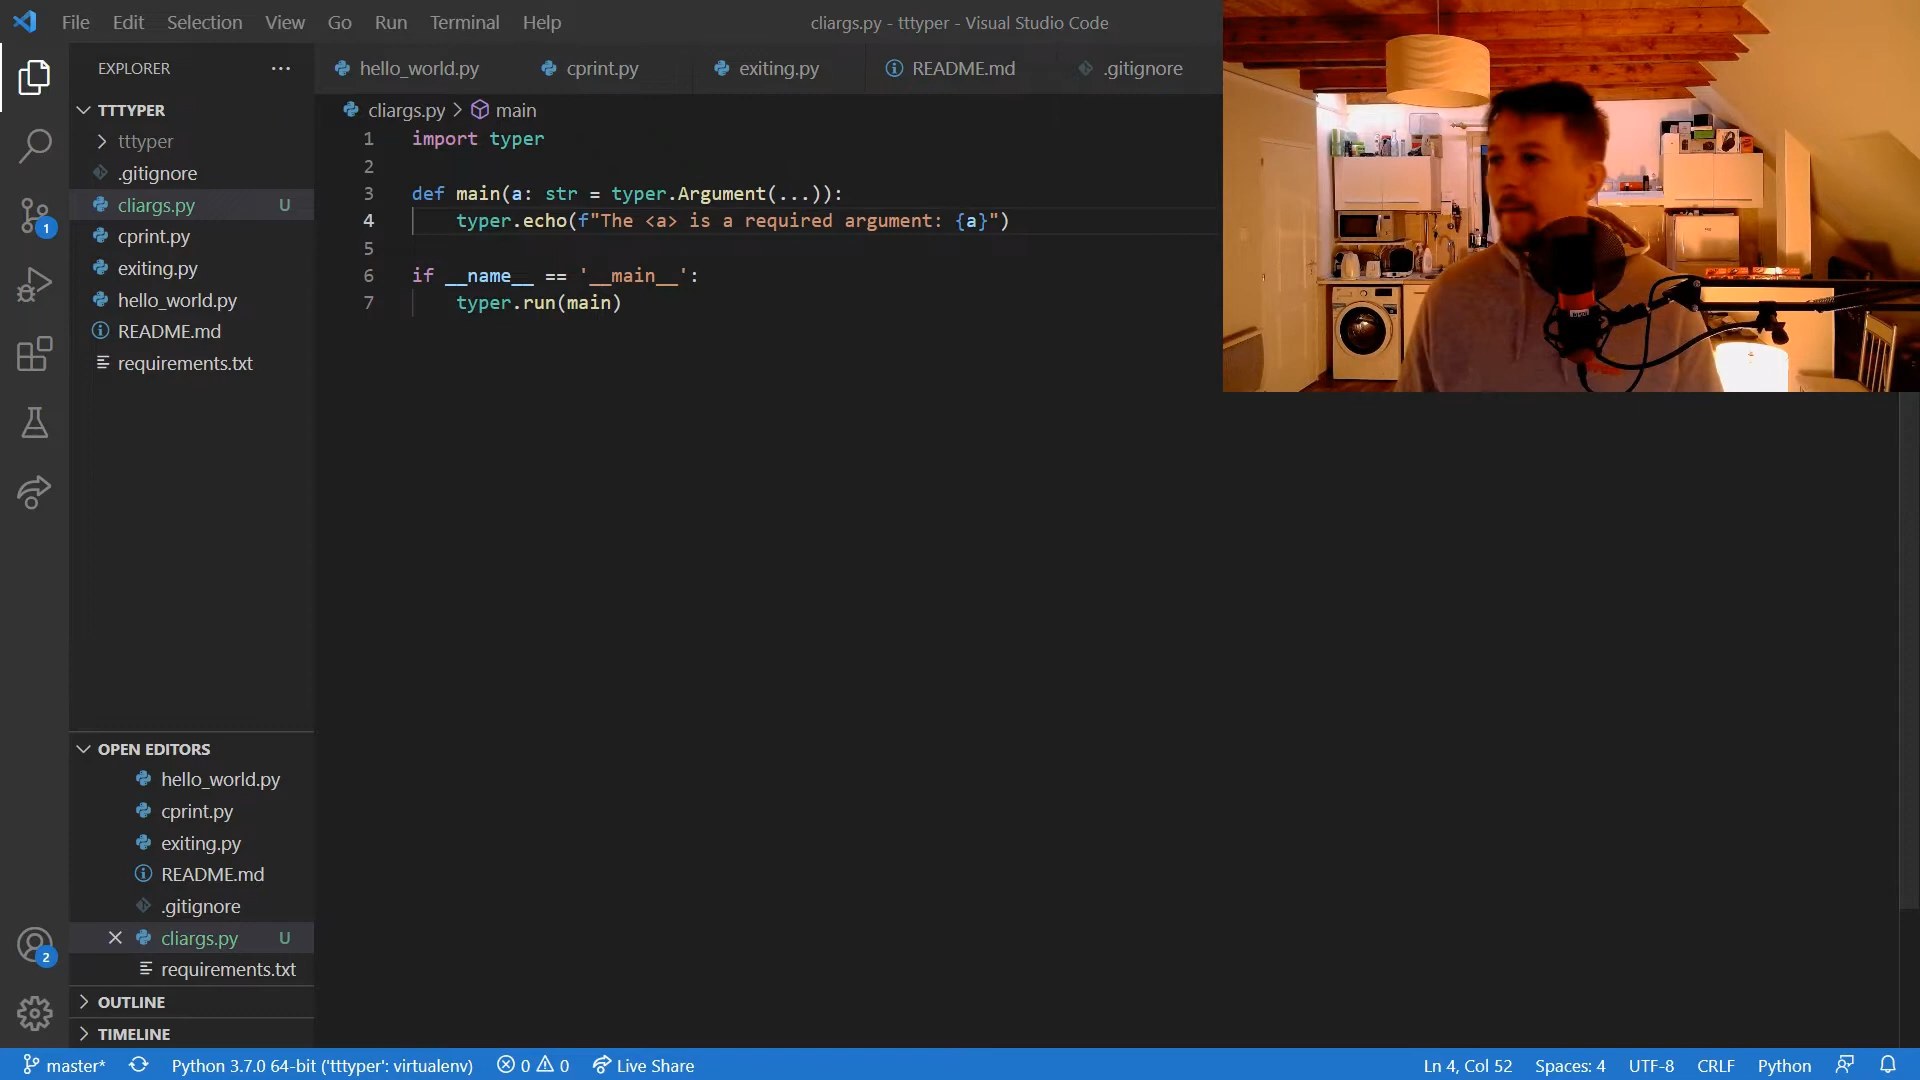 File Edit Selection View Go Run Terminal Help cliargs.py - tttyper - Visual Studio Code
EXPLORER ...
hello_world.py cprint.py exiting.py README.md .gitignore
TTTYPER
tttyper
.gitignore
cliargs.py U
cprint.py
exiting.py
hello_world.py
README.md
requirements.txt
cliargs.py > main
1 import typer
2
3 def main(a: str = typer.Argument(...)):
4 typer.echo(f"The <a> is a required argument: {a}")
5
6 if __name__ == '__main__':
7 typer.run(main)
1
OPEN EDITORS
hello_world.py
cprint.py
exiting.py
README.md
.gitignore
cliargs.py U
requirements.txt
2
OUTLINE
TIMELINE
master* Python 3.7.0 64-bit ('tttyper': virtualenv) 0 0 Live Share Ln 4, Col 52 Spaces: 4 UTF-8 CRLF Python